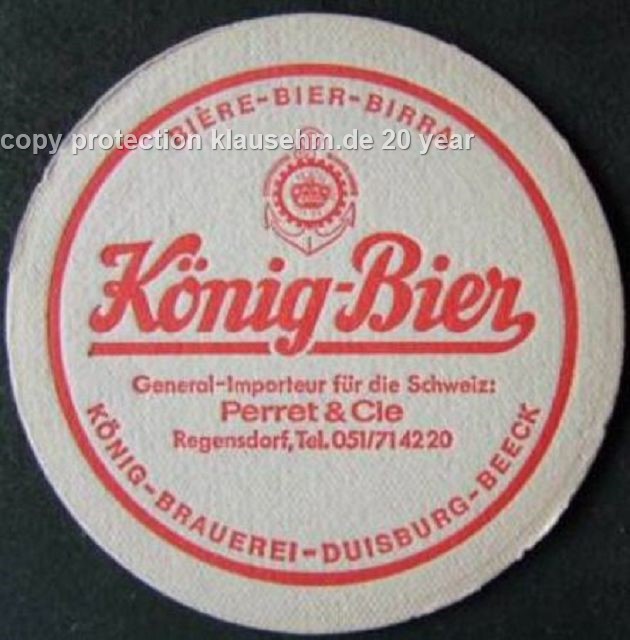 BIÈRE-BIER-BIRRA
copy protection klausehm.de 20 year
König-Bier
General-Importeur für die Schweiz:
Perret & Cie
Regensdorf, Tel. 051/71 42 20
KÖNIG-BRAUEREI-DUISBURG-BEECK